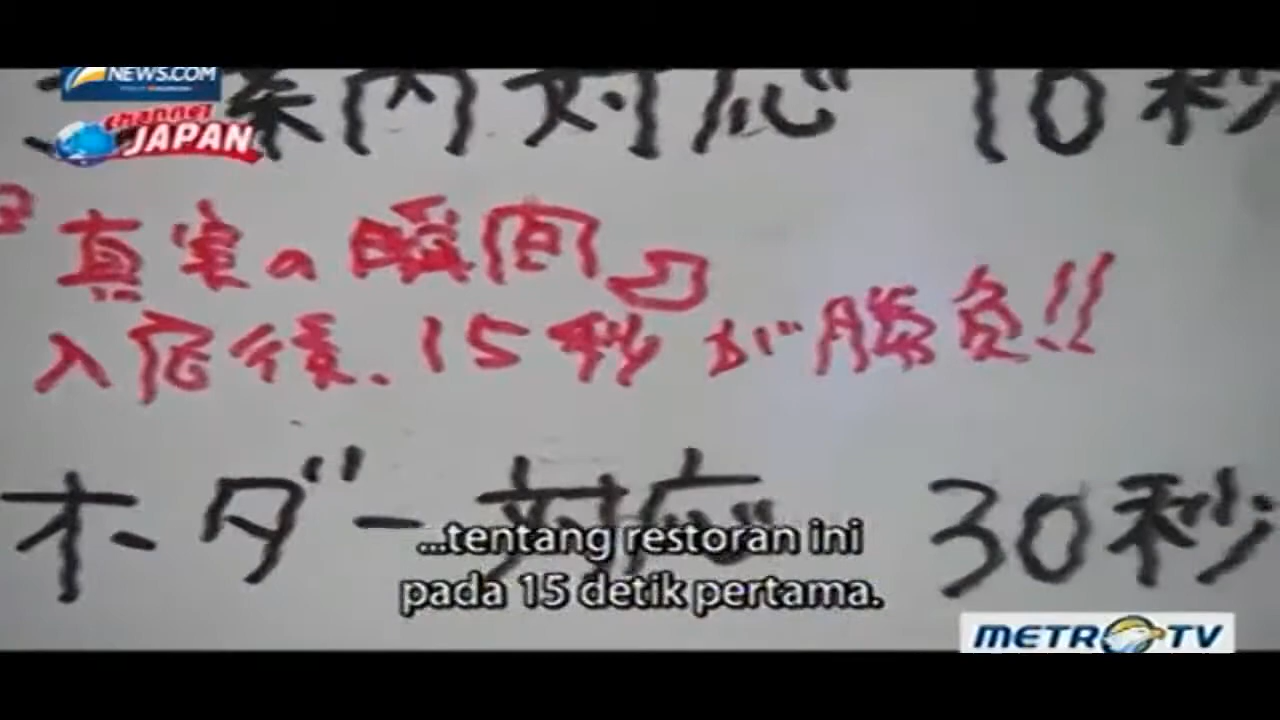 NEWS.COM
channel
JAPAN
案内対応 10秒
『真実の瞬間』
入店後、15秒が勝負!!
オーダー対応 30秒
...tentang restoran ini
pada 15 detik pertama.
METRO TV